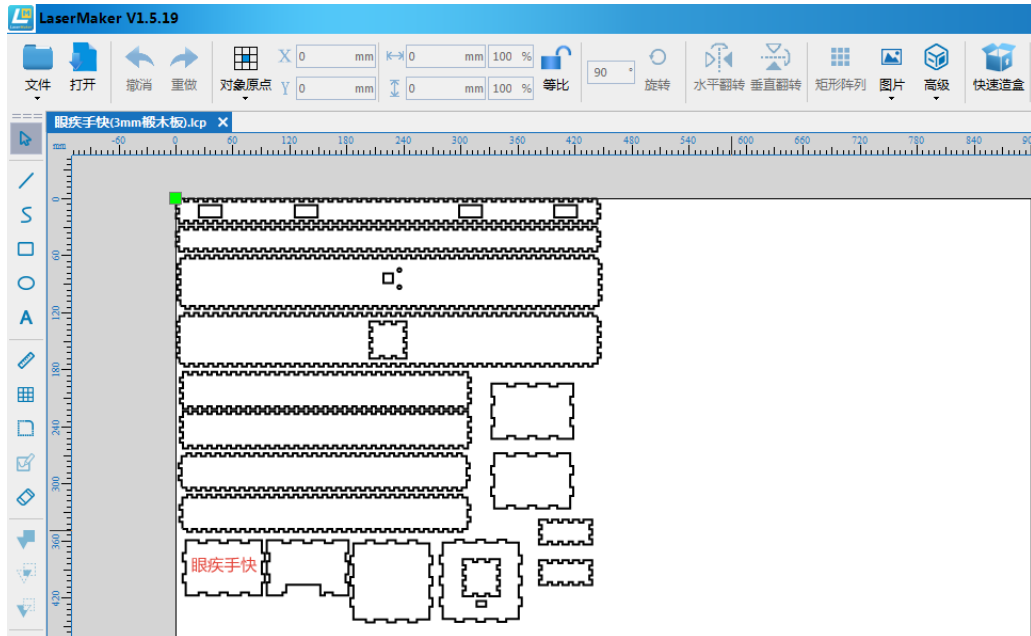 LaserMaker V1.5.19
文件 打开 撤消 重做 对象原点 X 0 mm 0 mm 100 % 等比 90 ° 旋转 水平翻转 垂直翻转 矩形阵列 图片 高级 快速造盒
Y 0 mm 0 mm 100 %
眼疾手快(3mm椴木板).lcp X
mm -60 0 60 120 180 240 300 360 420 480 540 600 660 720 780 840 90
A
0
60
120
180
240
300
360
420
眼疾手快